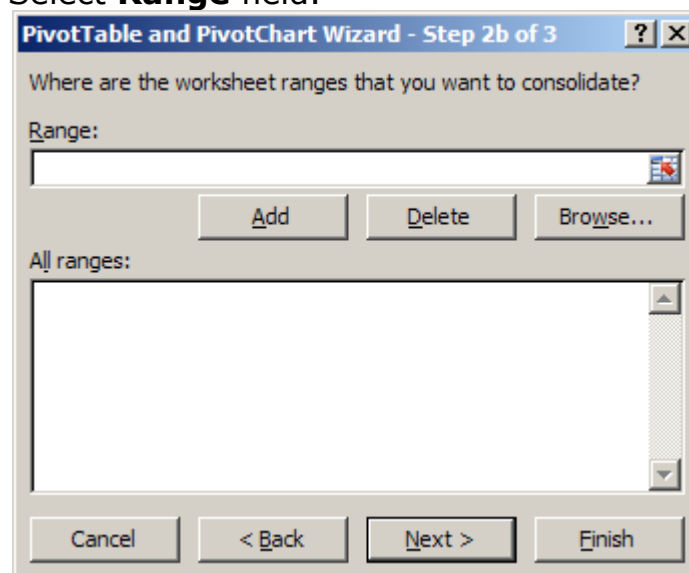 Select Range field.
PivotTable and PivotChart Wizard - Step 2b of 3
Where are the worksheet ranges that you want to consolidate?
Range:
Add Delete Browse...
All ranges:
Cancel < Back Next > Finish